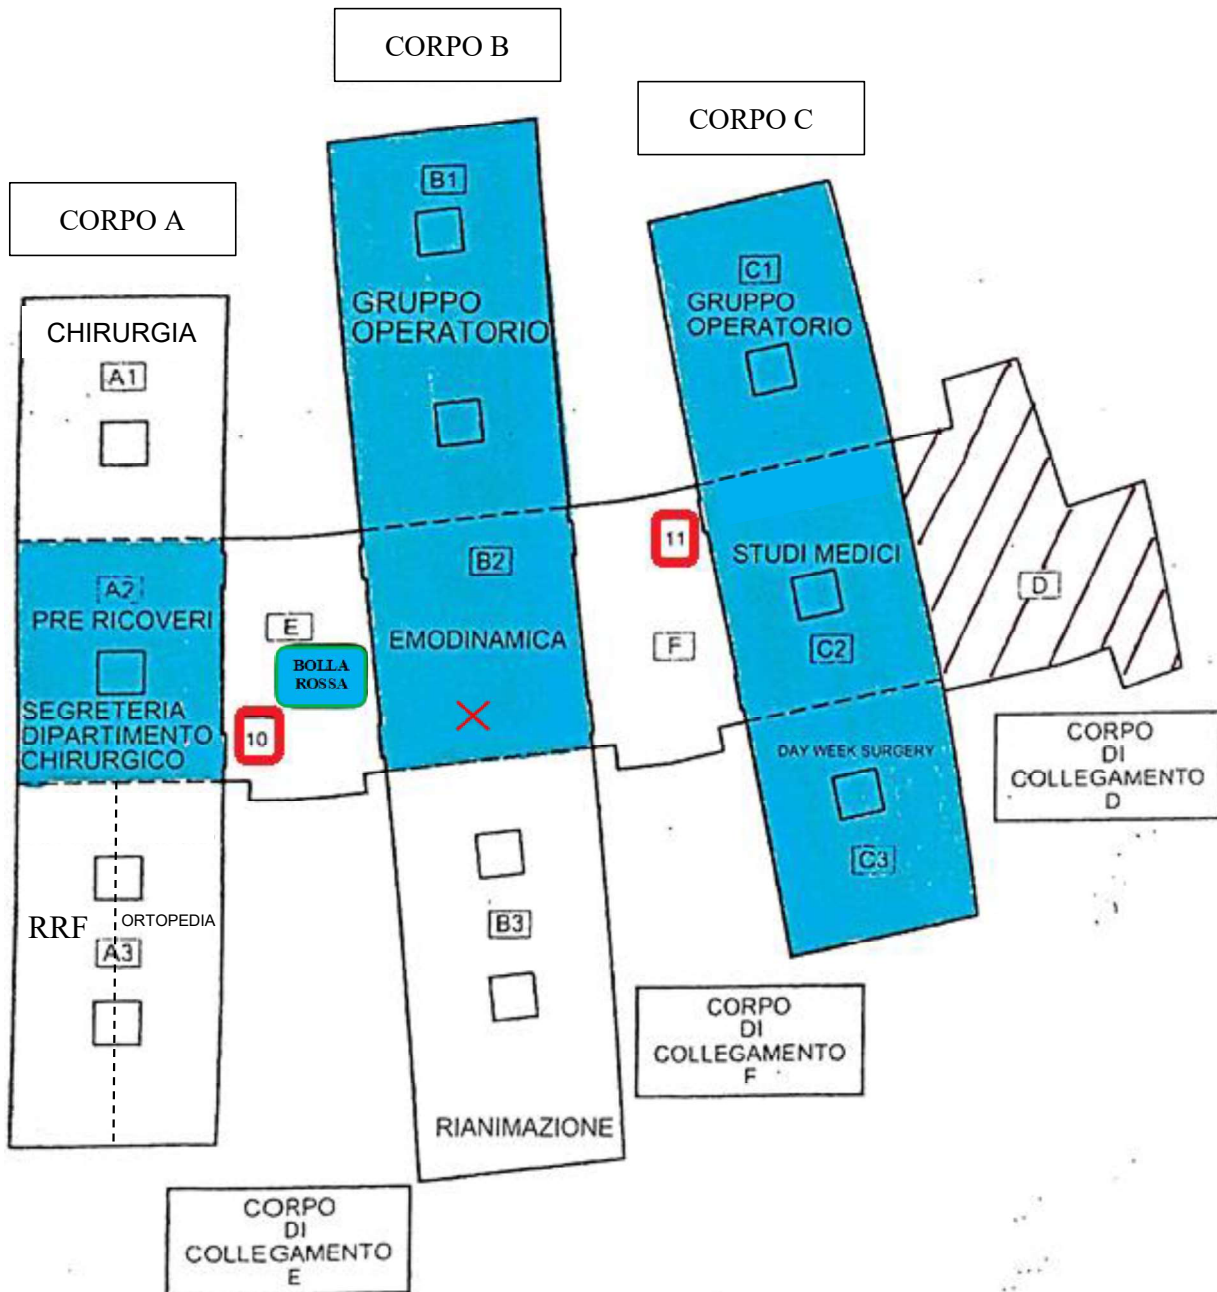 CORPO B
CORPO C
CORPO A
B1
C1
GRUPPO
OPERATORIO
GRUPPO
OPERATORIO
CHIRURGIA
A1
11
B2
STUDI MEDICI
D
A2
PRE RICOVERI
E
EMODINAMICA
F
C2
BOLLA
ROSSA
SEGRETERIA
DIPARTIMENTO
CHIRURGICO
10
DAY WEEK SURGERY
CORPO
DI
COLLEGAMENTO
D
C3
RRF
ORTOPEDIA
A3
B3
CORPO
DI
COLLEGAMENTO
F
RIANIMAZIONE
CORPO
DI
COLLEGAMENTO
E